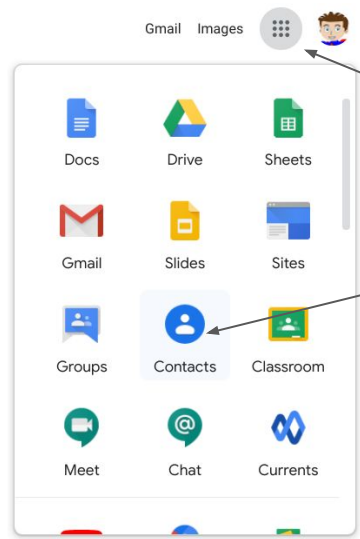 Gmail Images
Docs Drive Sheets
Gmail Slides Sites
Groups Contacts Classroom
Meet Chat Currents